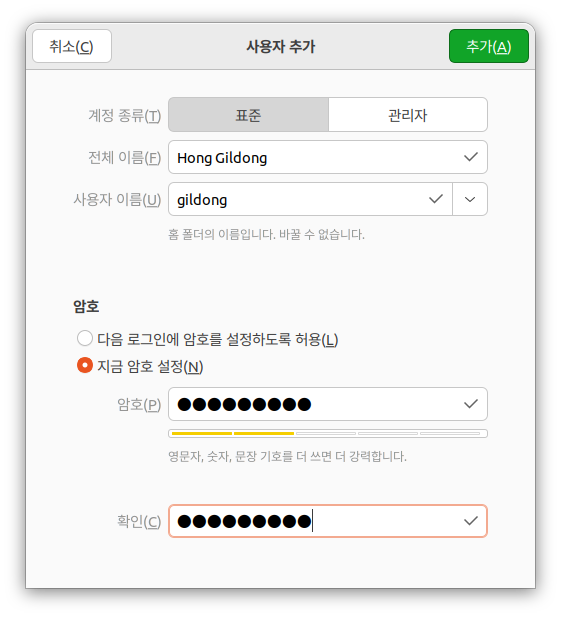 취소(C) 사용자 추가 추가(A)
계정 종류(T) 표준 관리자
전체 이름(F) Hong Gildong
사용자 이름(U) gildong
홈 폴더의 이름입니다. 바꿀 수 없습니다.
암호
다음 로그인에 암호를 설정하도록 허용(L)
지금 암호 설정(N)
암호(P) ●●●●●●●●●
영문자, 숫자, 문장 기호를 더 쓰면 더 강력합니다.
확인(C) ●●●●●●●●●